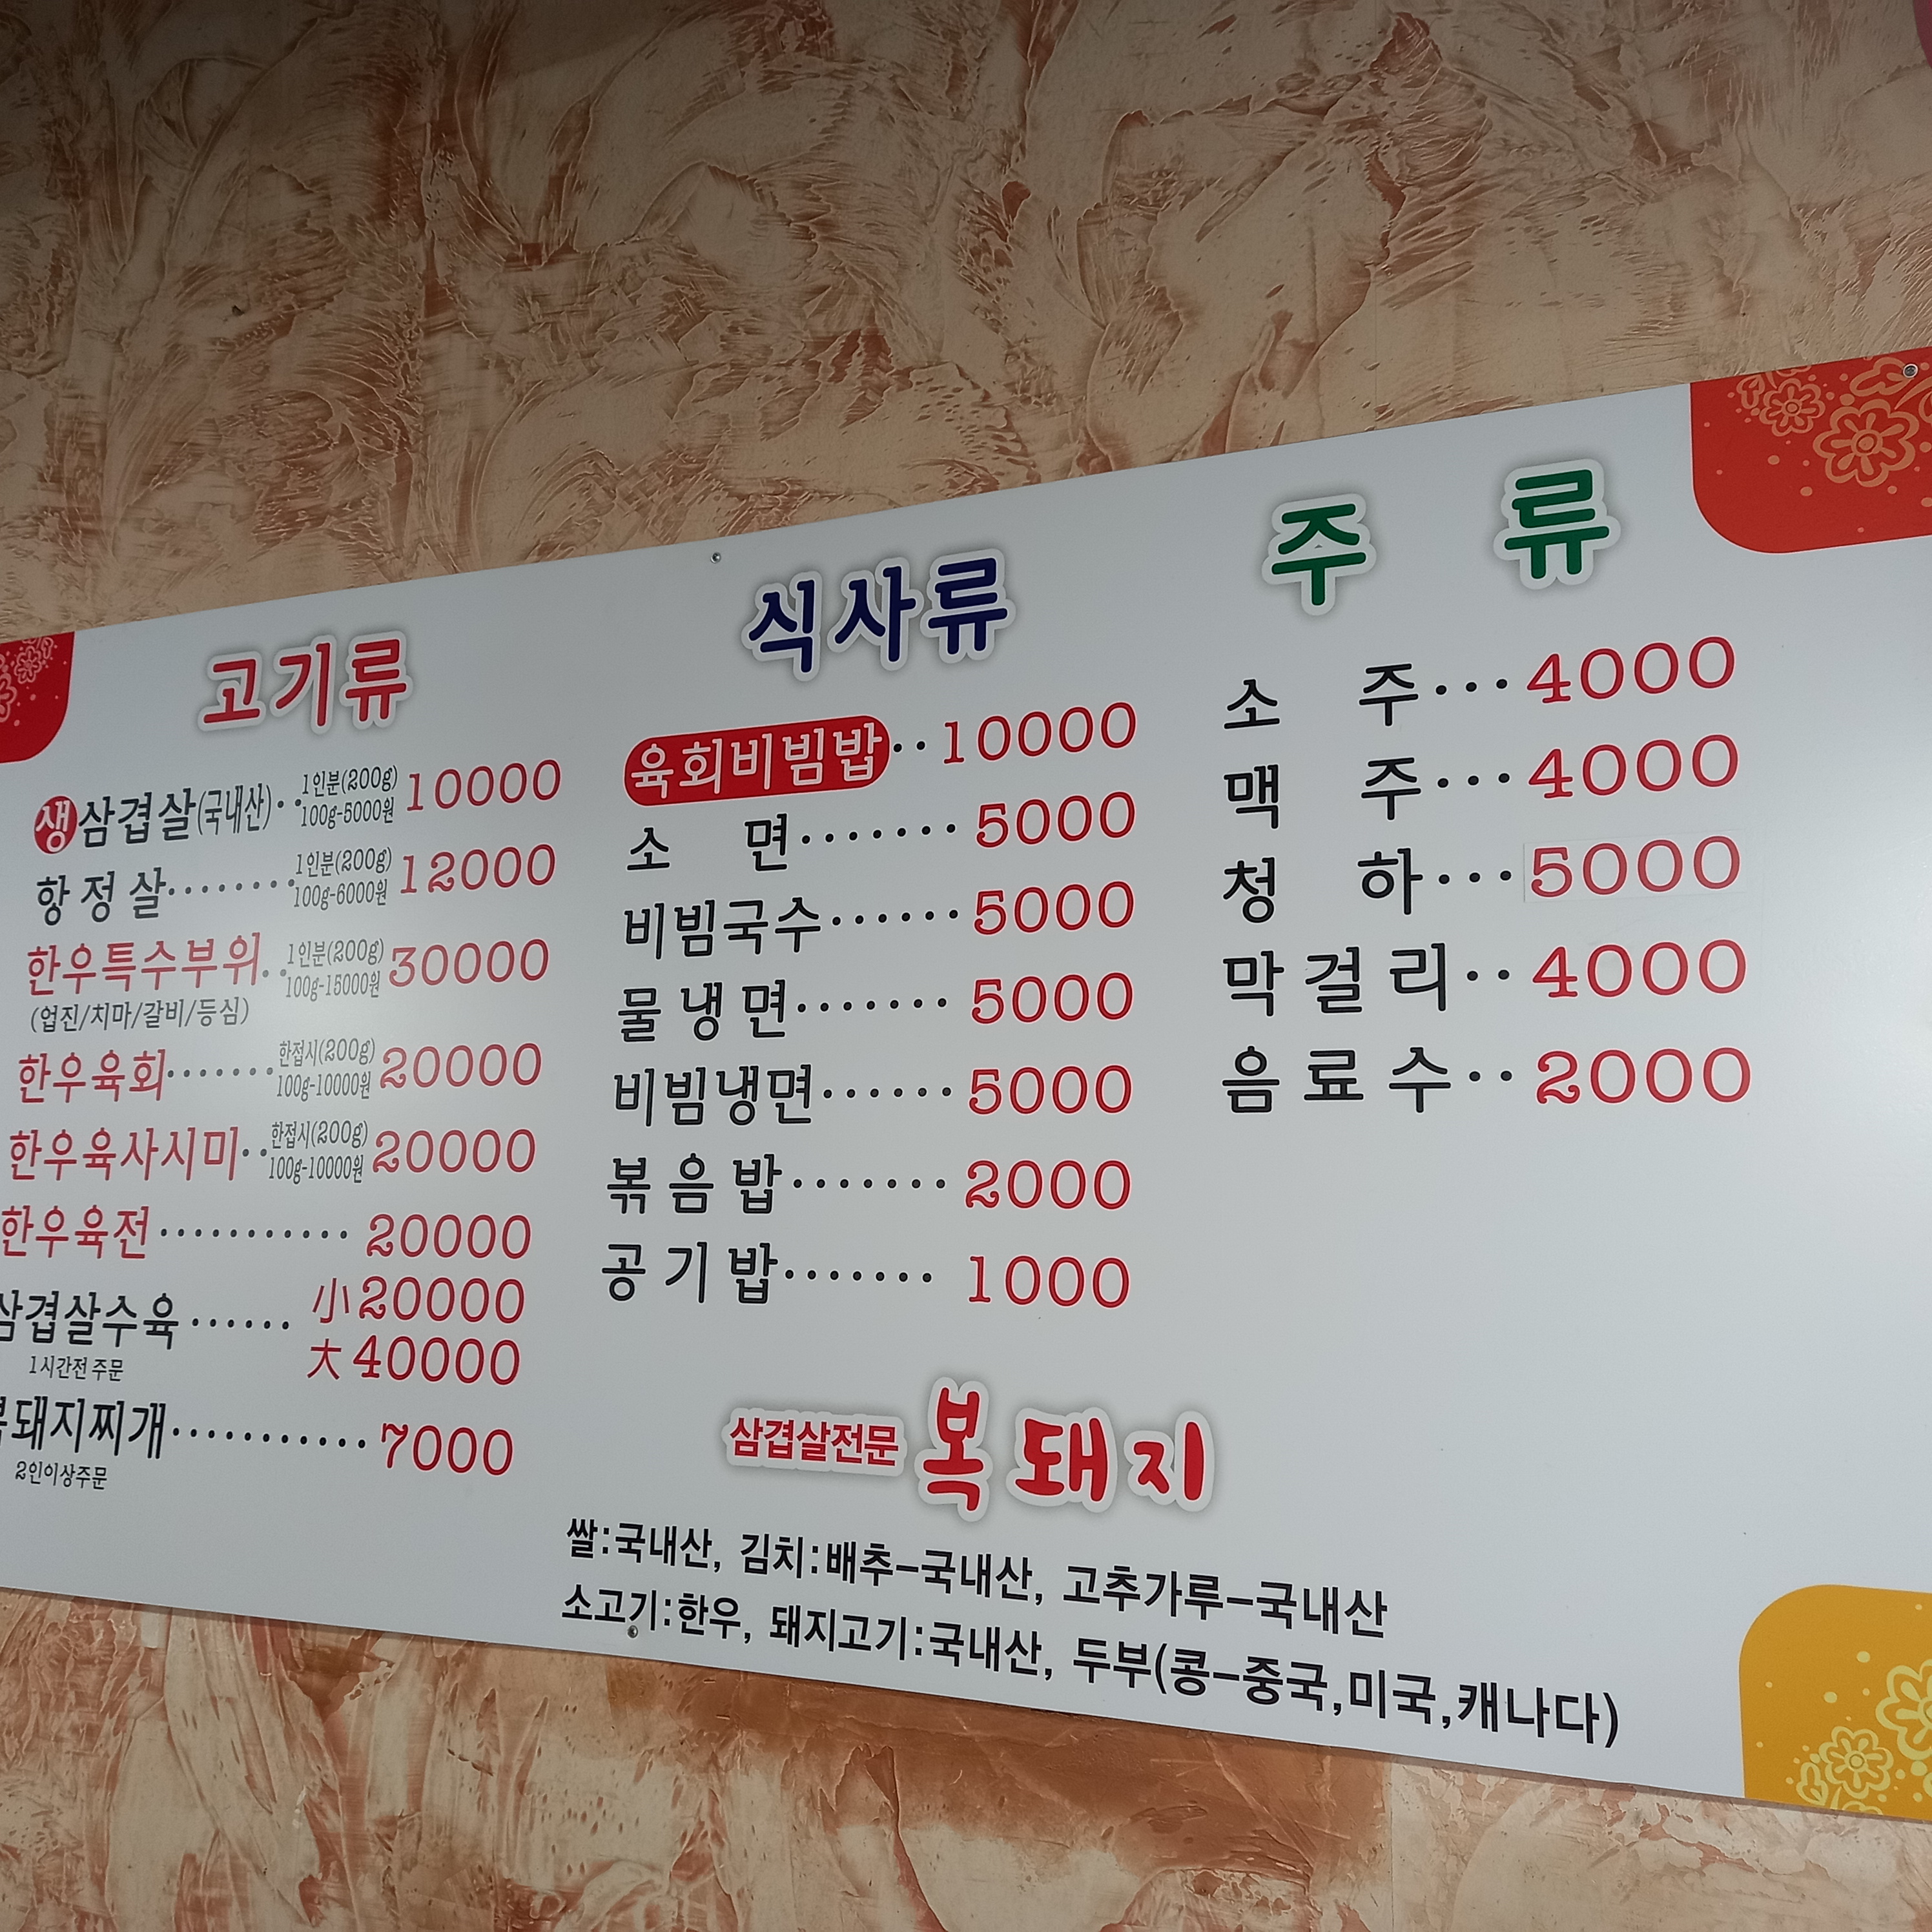 고기류
생삼겹살(국내산)··1인분(200g) 100g-5000원 10000
항정살········1인분(200g) 100g-6000원 12000
한우특수부위··1인분(200g) 100g-15000원 30000
(업진/치마/갈비/등심)
한우육회·······한접시(200g) 100g-10000원 20000
한우육사시미··한접시(200g) 100g-10000원 20000
한우육전··········· 20000
삼겹살수육······ 小20000
大40000
1시간전 주문
복돼지찌개···········7000
2인이상주문
식사류
육회비빔밥··10000
소 면·······5000
비빔국수······5000
물냉면·······5000
비빔냉면······5000
볶음밥·······2000
공기밥·······1000
주 류
소 주···4000
맥 주···4000
청 하···5000
막걸리··4000
음료수··2000
삼겹살전문 복돼지
쌀:국내산, 김치:배추-국내산, 고추가루-국내산
소고기:한우, 돼지고기:국내산, 두부(콩-중국,미국,캐나다)